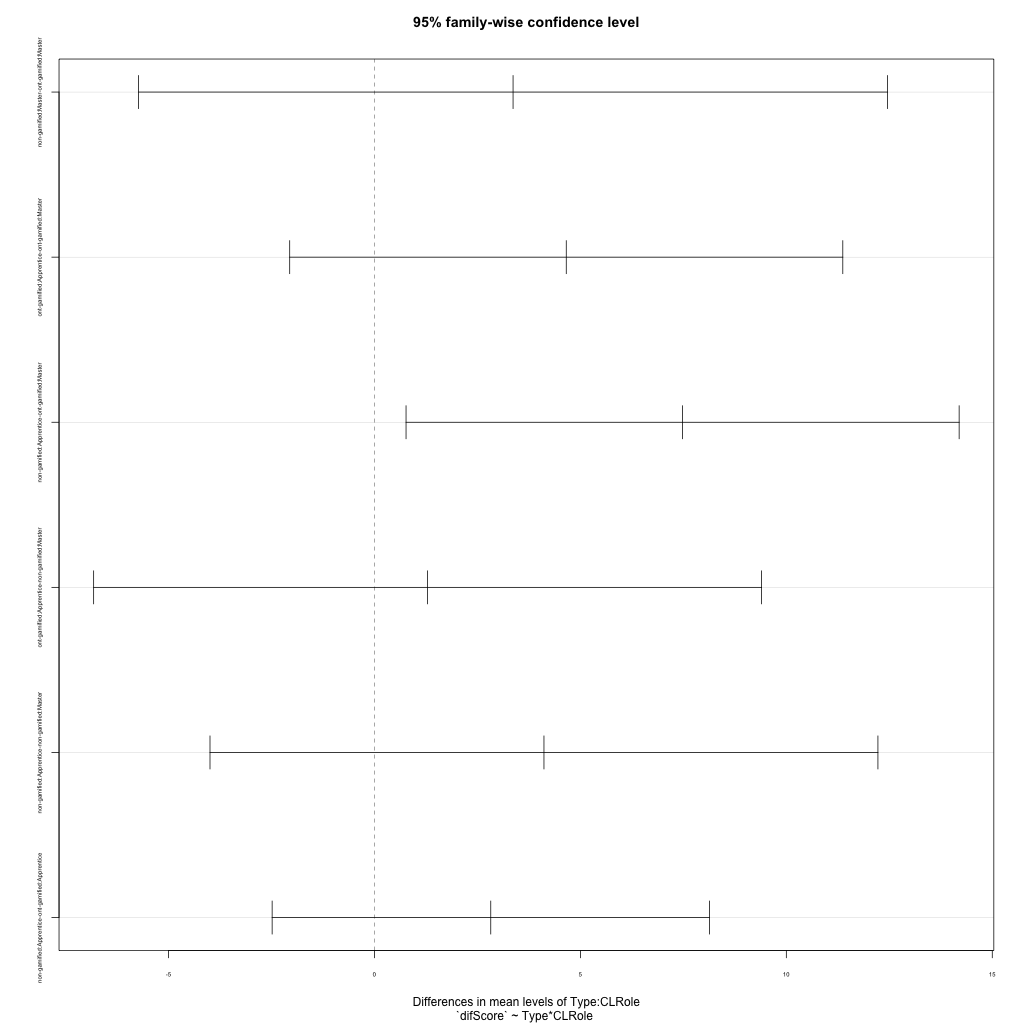 95% family-wise confidence level
non-gamified:Master-ont-gamified:Master
ont-gamified:Apprentice-ont-gamified:Master
non-gamified:Apprentice-ont-gamified:Master
ont-gamified:Apprentice-non-gamified:Master
non-gamified:Apprentice-non-gamified:Master
non-gamified:Apprentice-ont-gamified:Apprentice
-5 0 5 10 15
Differences in mean levels of Type:CLRole
`difScore` ~ Type*CLRole